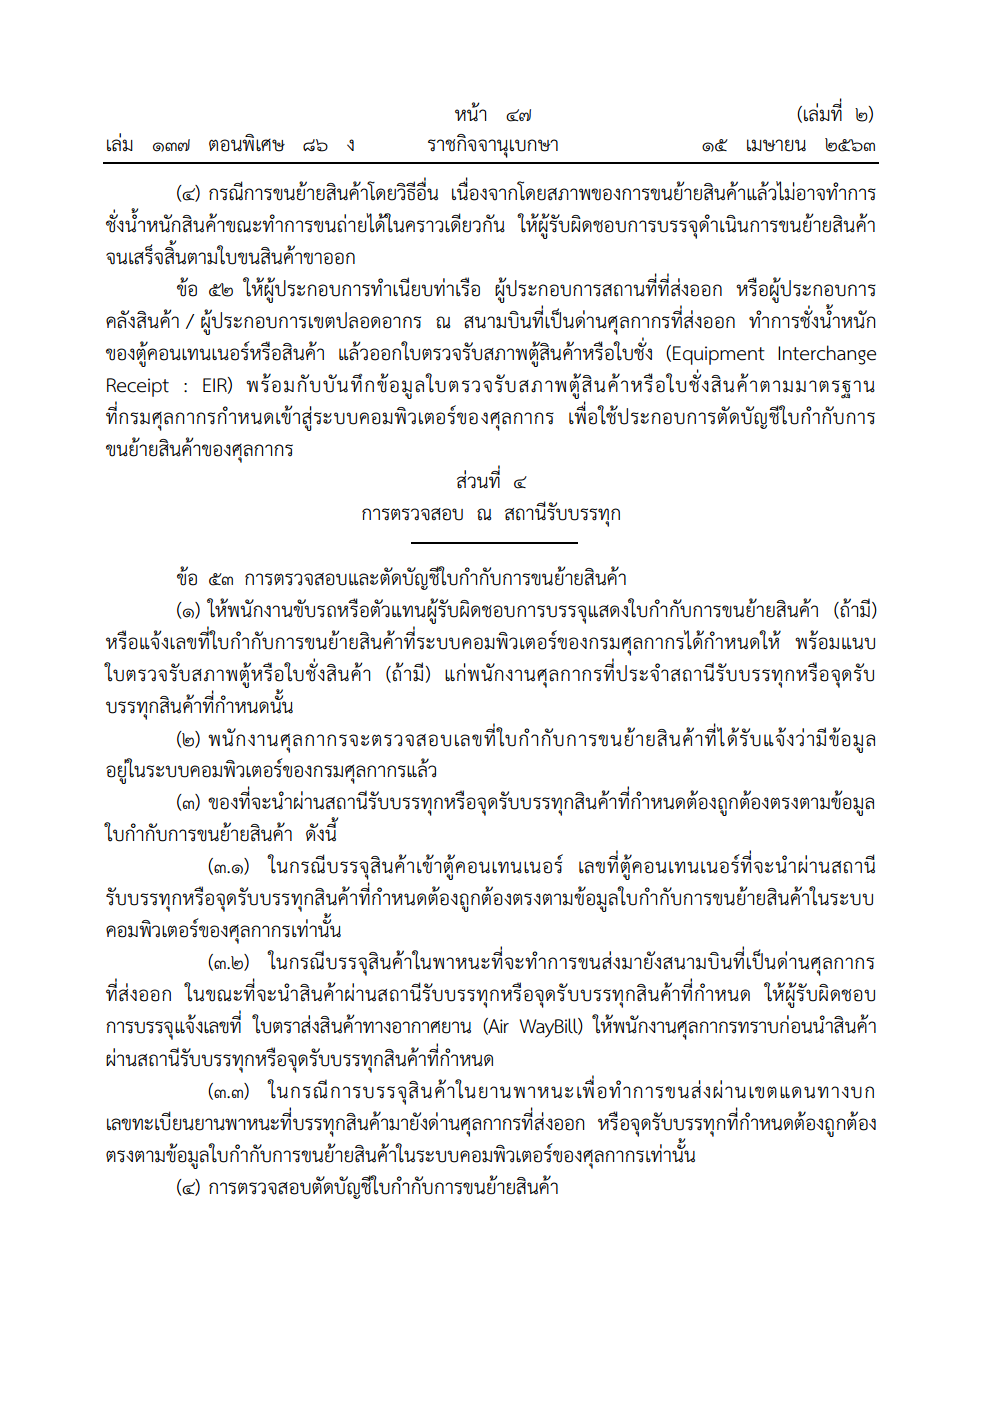 หน้า ๔๗ (เล่มที่ ๒)
เล่ม ๑๓๗ ตอนพิเศษ ๘๖ ง ราชกิจจานุเบกษา ๑๕ เมษายน ๒๕๖๓
(๔) กรณีการขนย้ายสินค้าโดยวิธีอื่น เนื่องจากโดยสภาพของการขนย้ายสินค้าแล้วไม่อาจทำการ
ชั่งน้ำหนักสินค้าขณะทำการขนถ่ายได้ในคราวเดียวกัน ให้ผู้รับผิดชอบการบรรจุดำเนินการขนย้ายสินค้า
จนเสร็จสิ้นตามใบขนสินค้าขาออก
ข้อ ๕๒ ให้ผู้ประกอบการทำเนียบท่าเรือ ผู้ประกอบการสถานที่ที่ส่งออก หรือผู้ประกอบการ
คลังสินค้า / ผู้ประกอบการเขตปลอดอากร ณ สนามบินที่เป็นด่านศุลกากรที่ส่งออก ทำการชั่งน้ำหนัก
ของตู้คอนเทนเนอร์หรือสินค้า แล้วออกใบตรวจรับสภาพตู้สินค้าหรือใบชั่ง (Equipment Interchange
Receipt : EIR) พร้อมกับบันทึกข้อมูลใบตรวจรับสภาพตู้สินค้าหรือใบชั่งสินค้าตามมาตรฐาน
ที่กรมศุลกากรกำหนดเข้าสู่ระบบคอมพิวเตอร์ของศุลกากร เพื่อใช้ประกอบการตัดบัญชีใบกำกับการ
ขนย้ายสินค้าของศุลกากร
ส่วนที่ ๔
การตรวจสอบ ณ สถานีรับบรรทุก
ข้อ ๕๓ การตรวจสอบและตัดบัญชีใบกำกับการขนย้ายสินค้า
(๑) ให้พนักงานขับรถหรือตัวแทนผู้รับผิดชอบการบรรจุแสดงใบกำกับการขนย้ายสินค้า (ถ้ามี)
หรือแจ้งเลขที่ใบกำกับการขนย้ายสินค้าที่ระบบคอมพิวเตอร์ของกรมศุลกากรได้กำหนดให้ พร้อมแนบ
ใบตรวจรับสภาพตู้หรือใบชั่งสินค้า (ถ้ามี) แก่พนักงานศุลกากรที่ประจำสถานีรับบรรทุกหรือจุดรับ
บรรทุกสินค้าที่กำหนดนั้น
(๒) พนักงานศุลกากรจะตรวจสอบเลขที่ใบกำกับการขนย้ายสินค้าที่ได้รับแจ้งว่ามีข้อมูล
อยู่ในระบบคอมพิวเตอร์ของกรมศุลกากรแล้ว
(๓) ของที่จะนำผ่านสถานีรับบรรทุกหรือจุดรับบรรทุกสินค้าที่กำหนดต้องถูกต้องตรงตามข้อมูล
ใบกำกับการขนย้ายสินค้า ดังนี้
(๓.๑) ในกรณีบรรจุสินค้าเข้าตู้คอนเทนเนอร์ เลขที่ตู้คอนเทนเนอร์ที่จะนำผ่านสถานี
รับบรรทุกหรือจุดรับบรรทุกสินค้าที่กำหนดต้องถูกต้องตรงตามข้อมูลใบกำกับการขนย้ายสินค้าในระบบ
คอมพิวเตอร์ของศุลกากรเท่านั้น
(๓.๒) ในกรณีบรรจุสินค้าในพาหนะที่จะทำการขนส่งมายังสนามบินที่เป็นด่านศุลกากร
ที่ส่งออก ในขณะที่จะนำสินค้าผ่านสถานีรับบรรทุกหรือจุดรับบรรทุกสินค้าที่กำหนด ให้ผู้รับผิดชอบ
การบรรจุแจ้งเลขที่ ใบตราส่งสินค้าทางอากาศยาน (Air WayBill) ให้พนักงานศุลกากรทราบก่อนนำสินค้า
ผ่านสถานีรับบรรทุกหรือจุดรับบรรทุกสินค้าที่กำหนด
(๓.๓) ในกรณีการบรรจุสินค้าในยานพาหนะเพื่อทำการขนส่งผ่านเขตแดนทางบก
เลขทะเบียนยานพาหนะที่บรรทุกสินค้ามายังด่านศุลกากรที่ส่งออก หรือจุดรับบรรทุกที่กำหนดต้องถูกต้อง
ตรงตามข้อมูลใบกำกับการขนย้ายสินค้าในระบบคอมพิวเตอร์ของศุลกากรเท่านั้น
(๔) การตรวจสอบตัดบัญชีใบกำกับการขนย้ายสินค้า